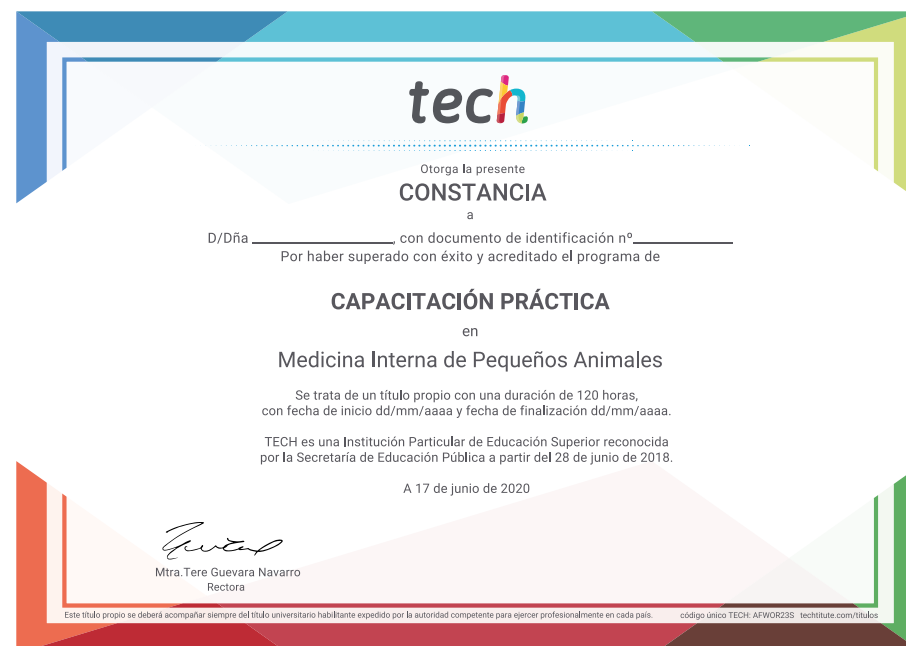 tech
Otorga la presente
CONSTANCIA
a
D/Dña ____________________, con documento de identificación nº______________
Por haber superado con éxito y acreditado el programa de
CAPACITACIÓN PRÁCTICA
en
Medicina Interna de Pequeños Animales
Se trata de un título propio con una duración de 120 horas,
con fecha de inicio dd/mm/aaaa y fecha de finalización dd/mm/aaaa.
TECH es una Institución Particular de Educación Superior reconocida
por la Secretaría de Educación Pública a partir del 28 de junio de 2018.
A 17 de junio de 2020
Mtra.Tere Guevara Navarro
Rectora
Este título propio se deberá acompañar siempre del título universitario habilitante expedido por la autoridad competente para ejercer profesionalmente en cada país. código único TECH: AFWOR23S techtitute.com/titulos